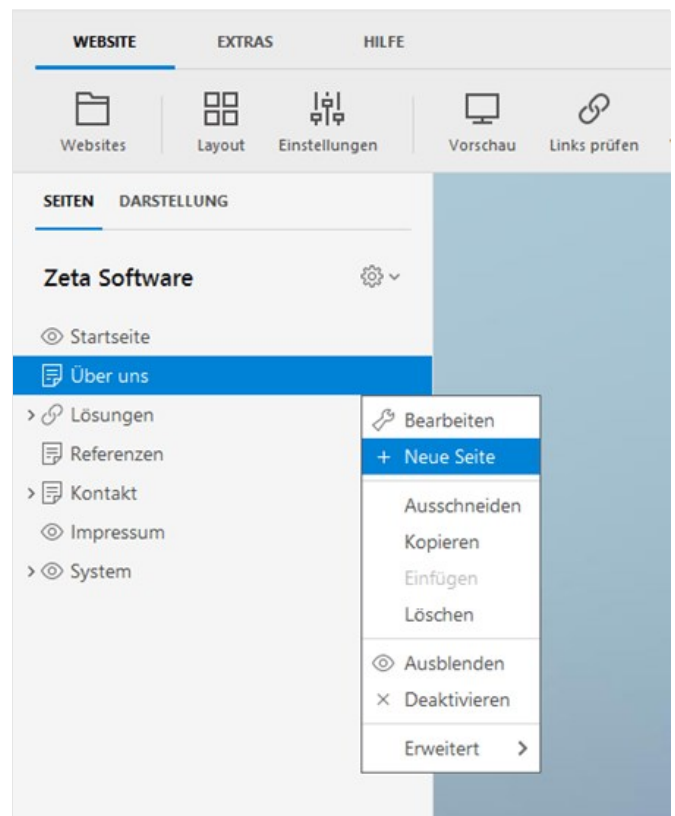 WEBSITE EXTRAS HILFE
Websites Layout Einstellungen Vorschau Links prüfen
SEITEN DARSTELLUNG
Zeta Software
Startseite
Über uns
Lösungen
Referenzen
Kontakt
Impressum
System
Bearbeiten
Neue Seite
Ausschneiden
Kopieren
Einfügen
Löschen
Ausblenden
Deaktivieren
Erweitert